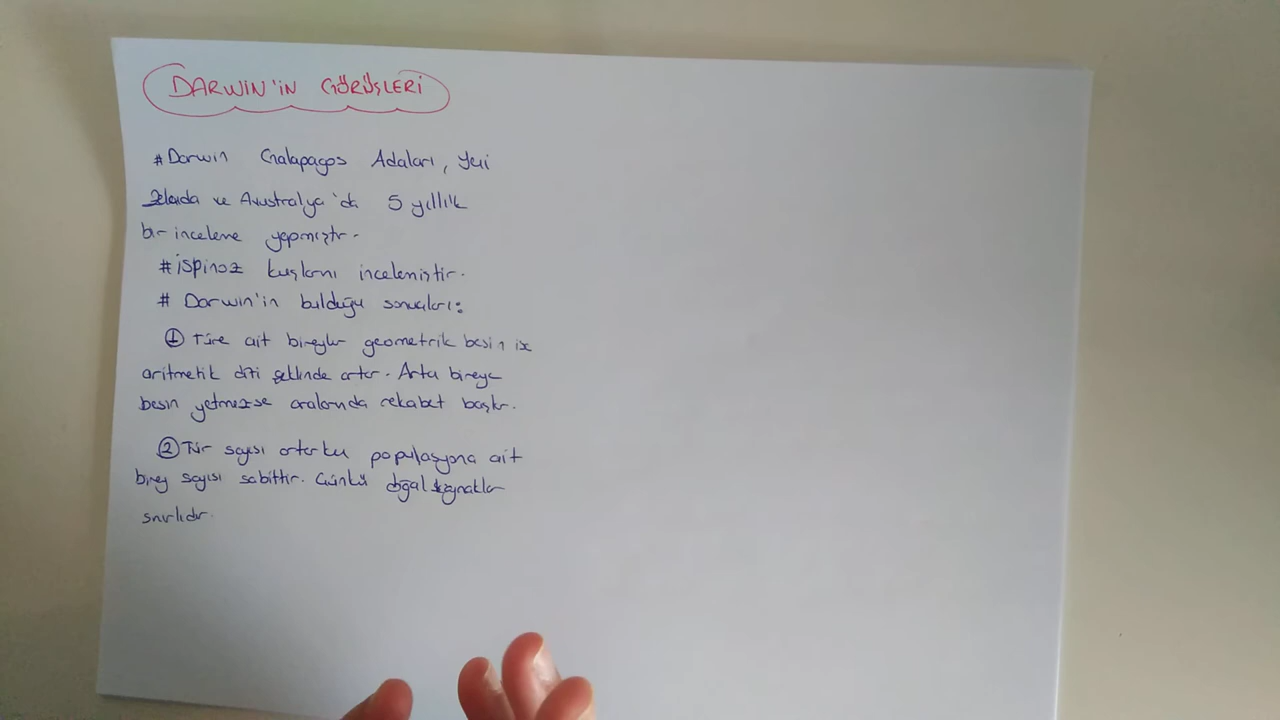 DARWIN'İN GÖRÜŞLERİ
#Darwin Galapagos Adaları, Yeni
Zelanda ve Avustralya'da 5 yıllık
bir inceleme yapmıştır.
#İspinoz kuşlarını incelemiştir.
# Darwin'in bulduğu sonuçları:
① Türe ait bireyler geometrik besin ise
aritmetik dizi şeklinde artar. Artan bireye
besin yetmezse aralarında rekabet başlar.
② Tür sayısı artarken populasyona ait
birey sayısı sabittir. Çünkü doğal kaynaklar
sınırlıdır.